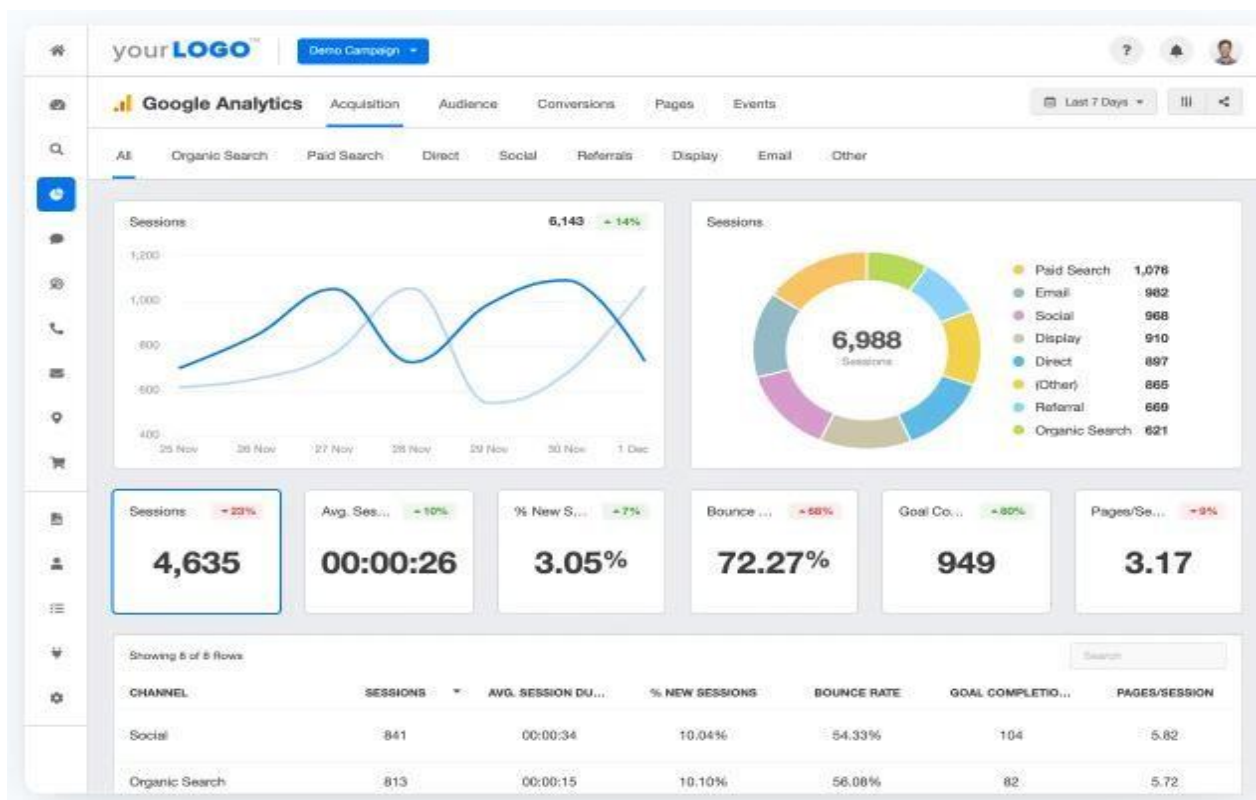 yourLOGO™ Demo Campaign ?
Google Analytics Acquisition Audience Conversions Pages Events Last 7 Days
All Organic Search Paid Search Direct Social Referrals Display Email Other
Sessions 6,143 14%
1,200
1,000
800
600
400
25 Nov 26 Nov 27 Nov 28 Nov 29 Nov 30 Nov 1 Dec
Sessions
6,988
Sessions
Paid Search 1,076
Email 982
Social 968
Display 910
Direct 897
(Other) 865
Referral 669
Organic Search 621
Sessions 23%
4,635
Avg. Ses... 10%
00:00:26
% New S... 7%
3.05%
Bounce ... 68%
72.27%
Goal Co... 80%
949
Pages/Se... 9%
3.17
Showing 8 of 8 Rows Search
CHANNEL SESSIONS AVG. SESSION DU... % NEW SESSIONS BOUNCE RATE GOAL COMPLETIO... PAGES/SESSION
Social 841 00:00:34 10.04% 54.33% 104 5.82
Organic Search 813 00:00:15 10.10% 56.08% 82 5.72